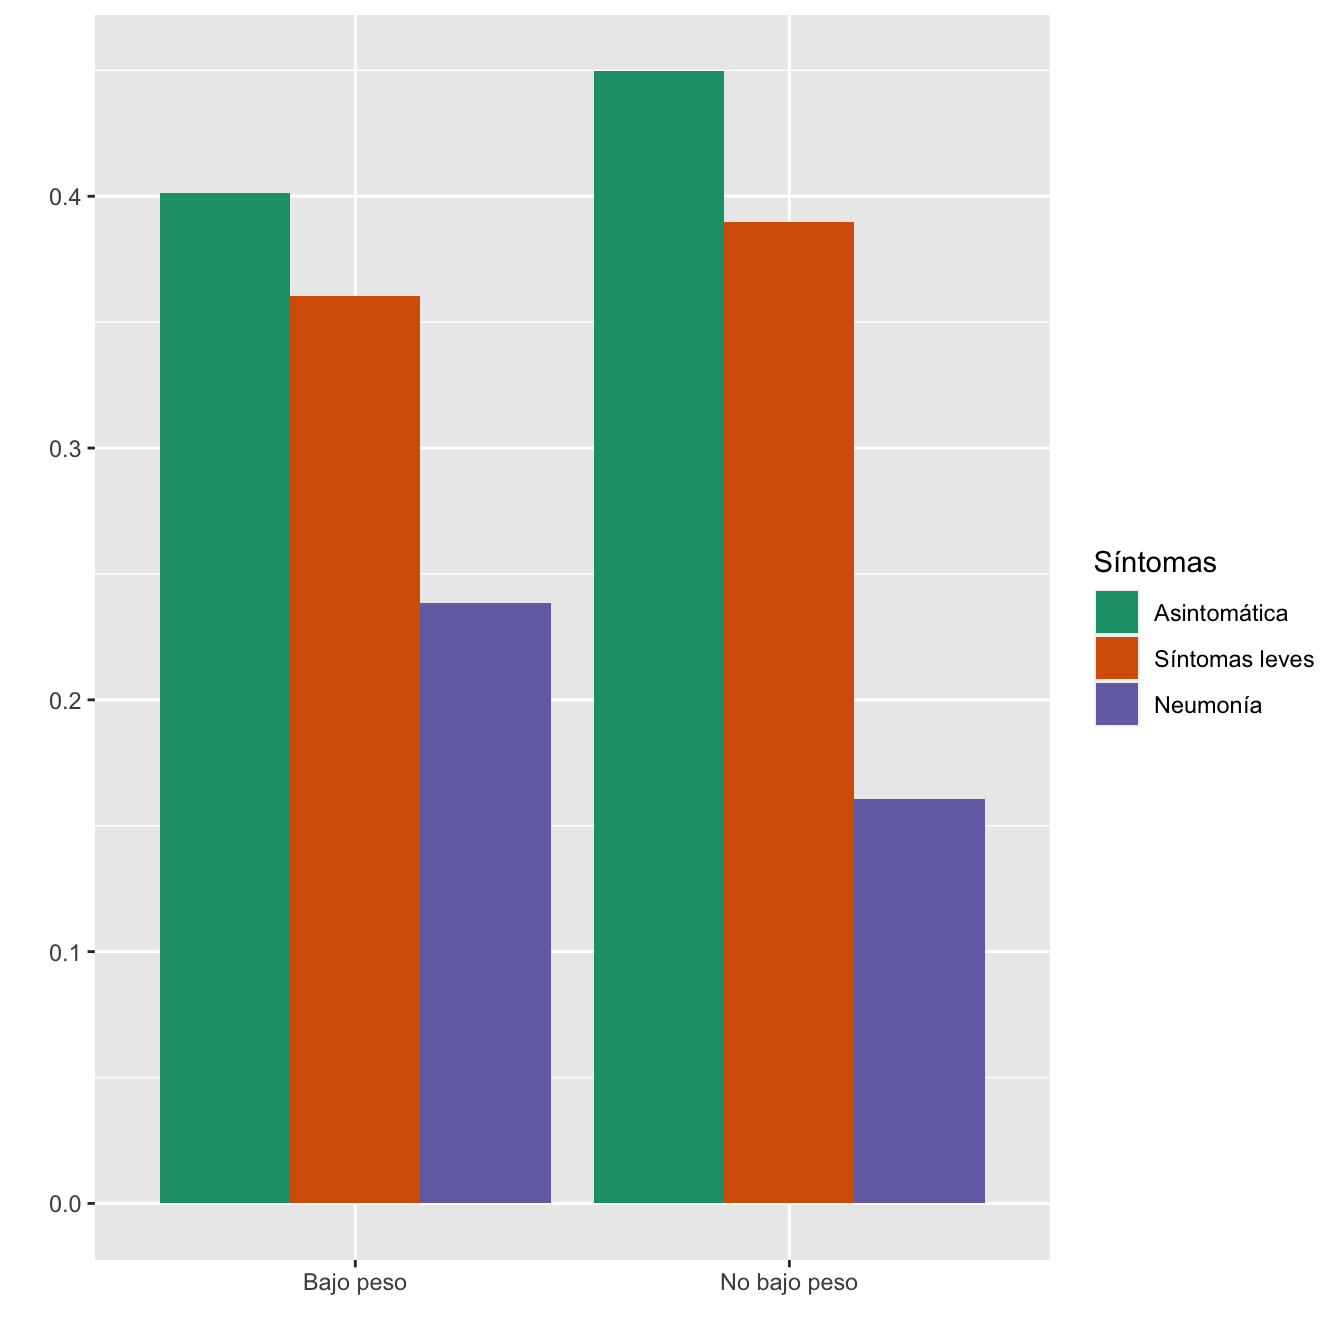 0.4
0.3
0.2
0.1
0.0
Bajo peso
No bajo peso
Síntomas
Asintomática
Síntomas leves
Neumonía